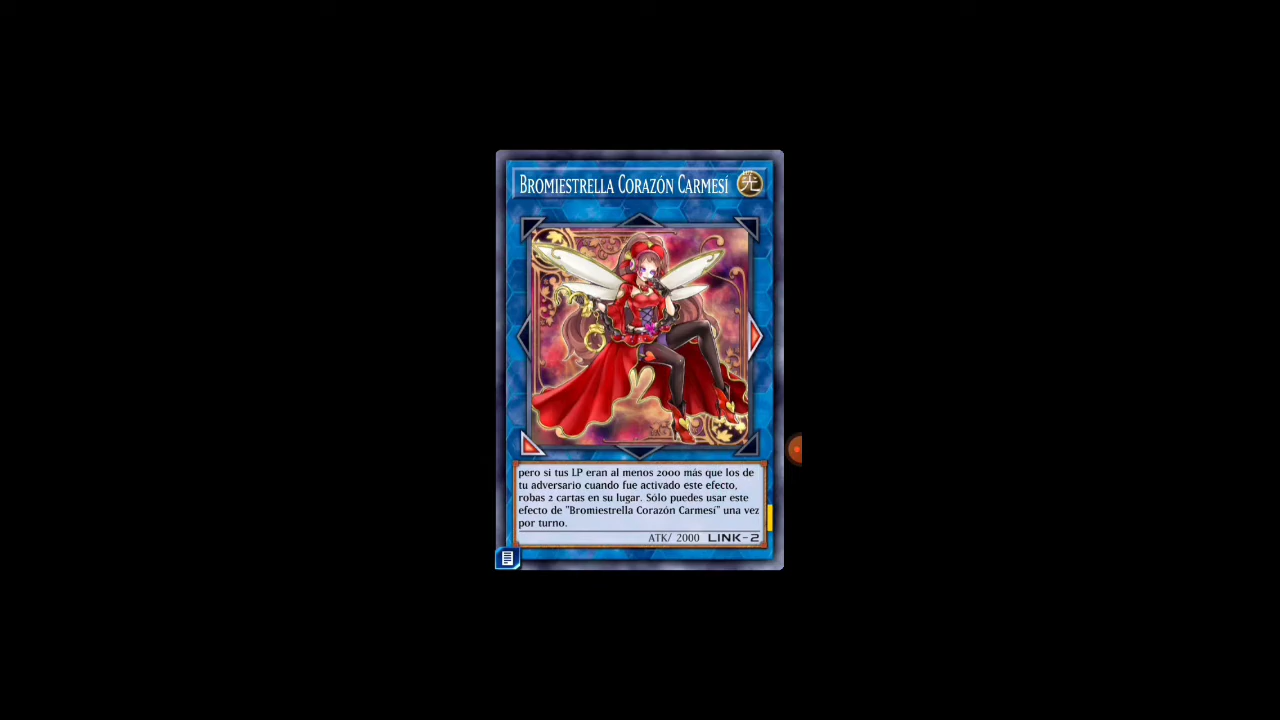 Bromiestrella Corazón Carmesí
光
pero si tus LP eran al menos 2000 más que los de
tu adversario cuando fue activado este efecto,
robas 2 cartas en su lugar. Sólo puedes usar este
efecto de "Bromiestrella Corazón Carmesí" una vez
por turno.
ATK/ 2000 LINK-2